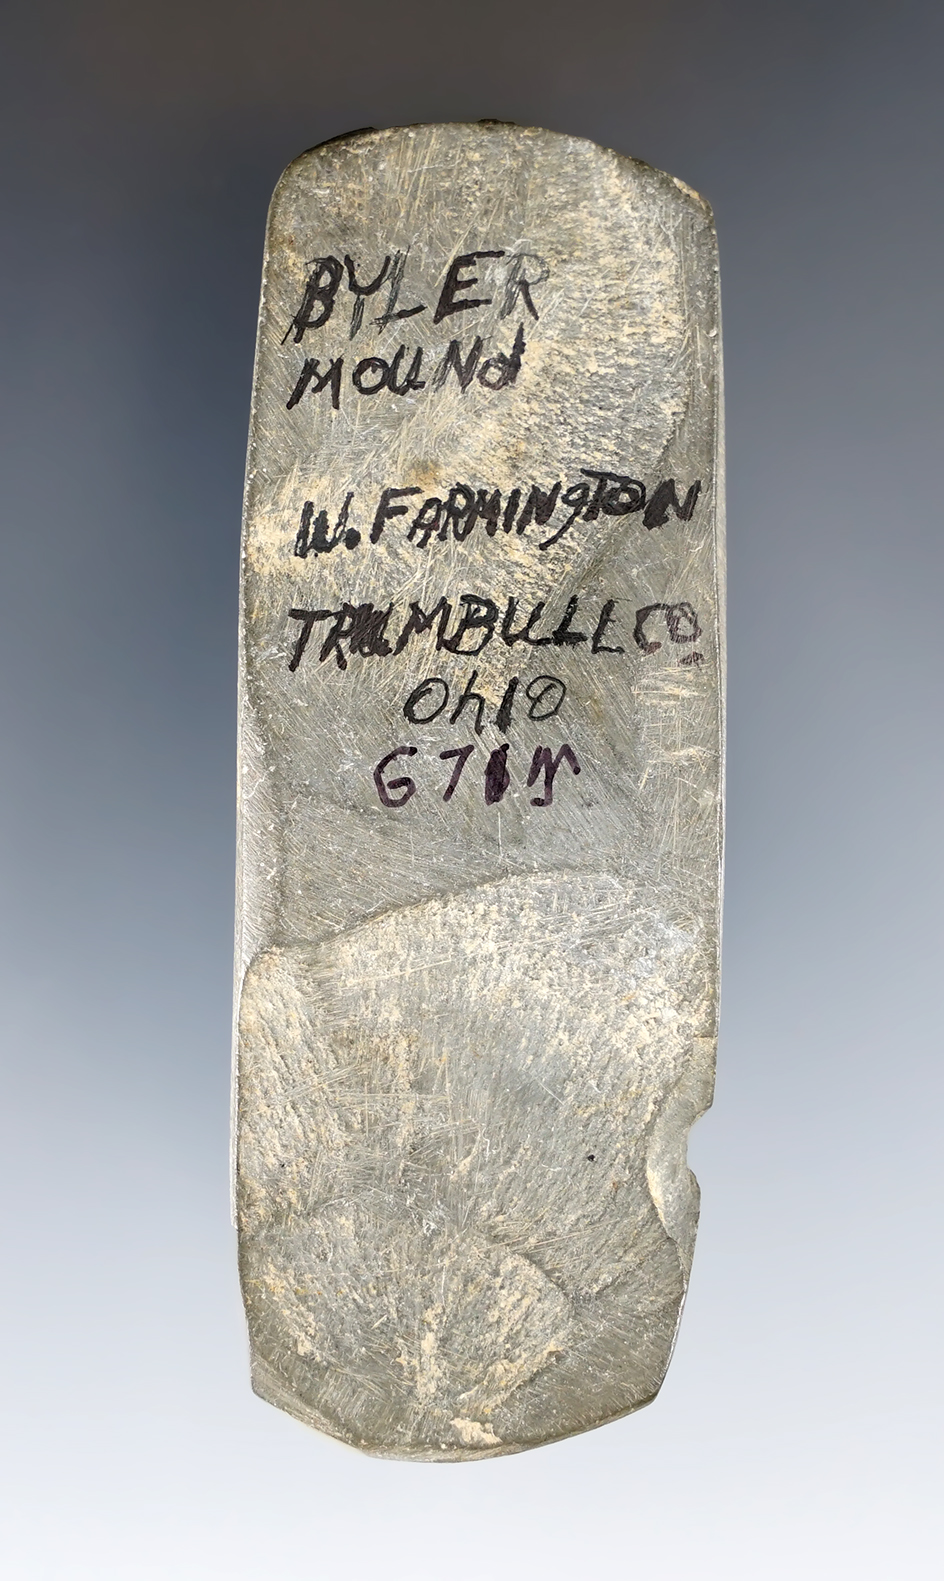 BYLER
MOUNd
W. FARMINgTON
TRUMBULL CO.
OhIO